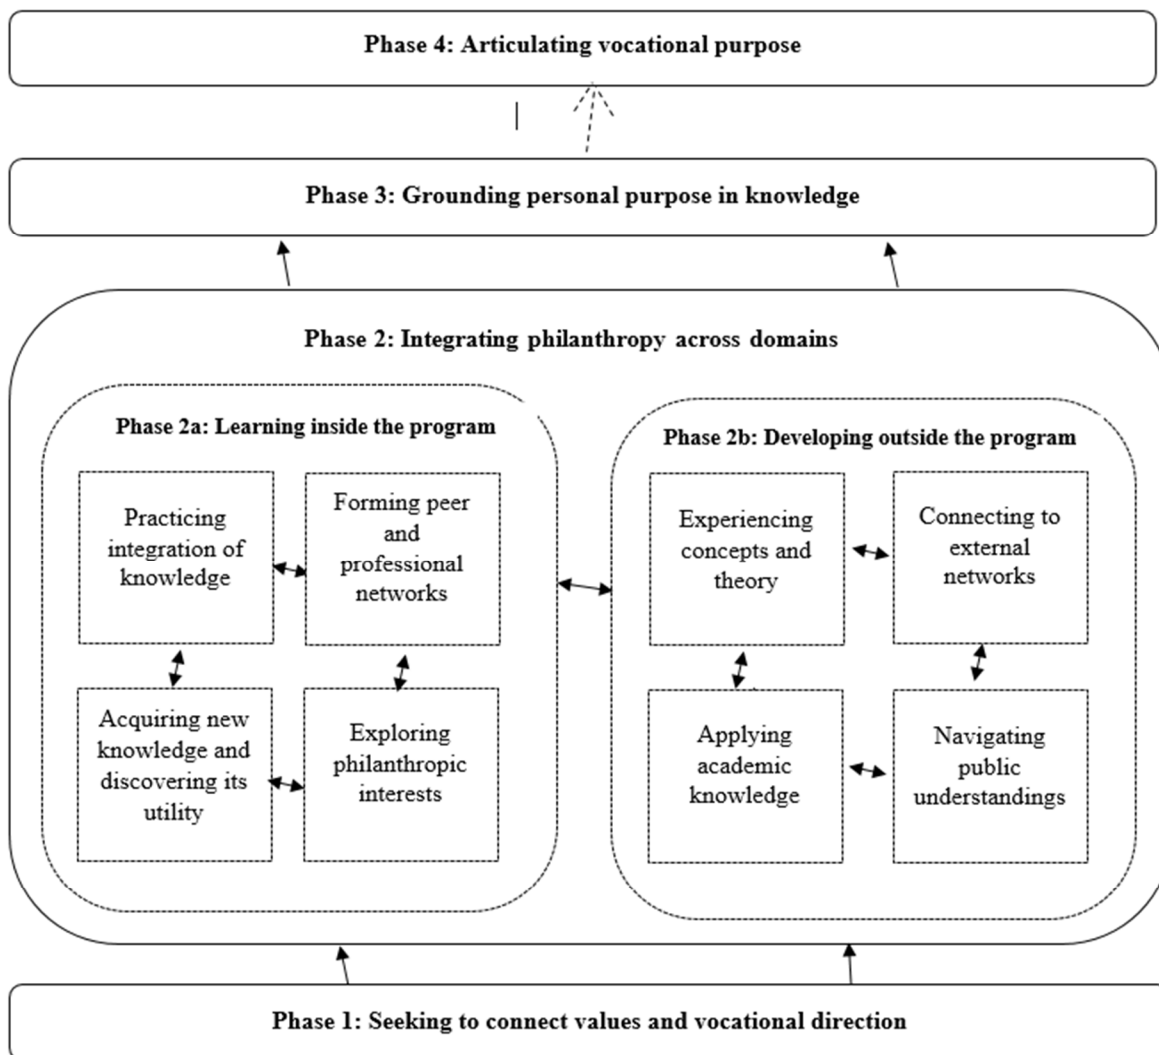 Phase 4: Articulating vocational purpose
Phase 3: Grounding personal purpose in knowledge
Phase 2: Integrating philanthropy across domains
Phase 2a: Learning inside the program
Practicing
integration of
knowledge
Forming peer
and
professional
networks
Acquiring new
knowledge and
discovering its
utility
Exploring
philanthropic
interests
Phase 2b: Developing outside the program
Experiencing
concepts and
theory
Connecting to
external
networks
Applying
academic
knowledge
Navigating
public
understandings
Phase 1: Seeking to connect values and vocational direction